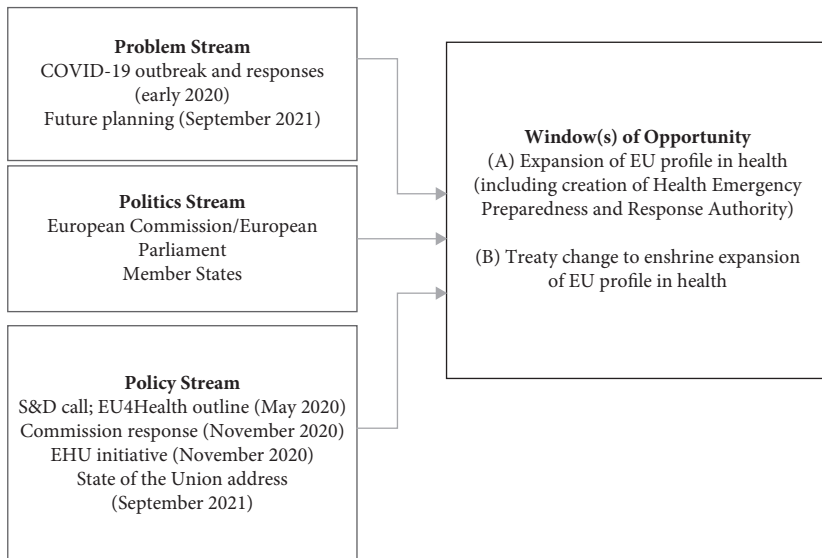 Problem Stream
COVID-19 outbreak and responses
(early 2020)
Future planning (September 2021)
Politics Stream
European Commission/European
Parliament
Member States
Policy Stream
S&D call; EU4Health outline (May 2020)
Commission response (November 2020)
EHU initiative (November 2020)
State of the Union address
(September 2021)
Window(s) of Opportunity
(A) Expansion of EU profile in health
(including creation of Health Emergency
Preparedness and Response Authority)
(B) Treaty change to enshrine expansion
of EU profile in health